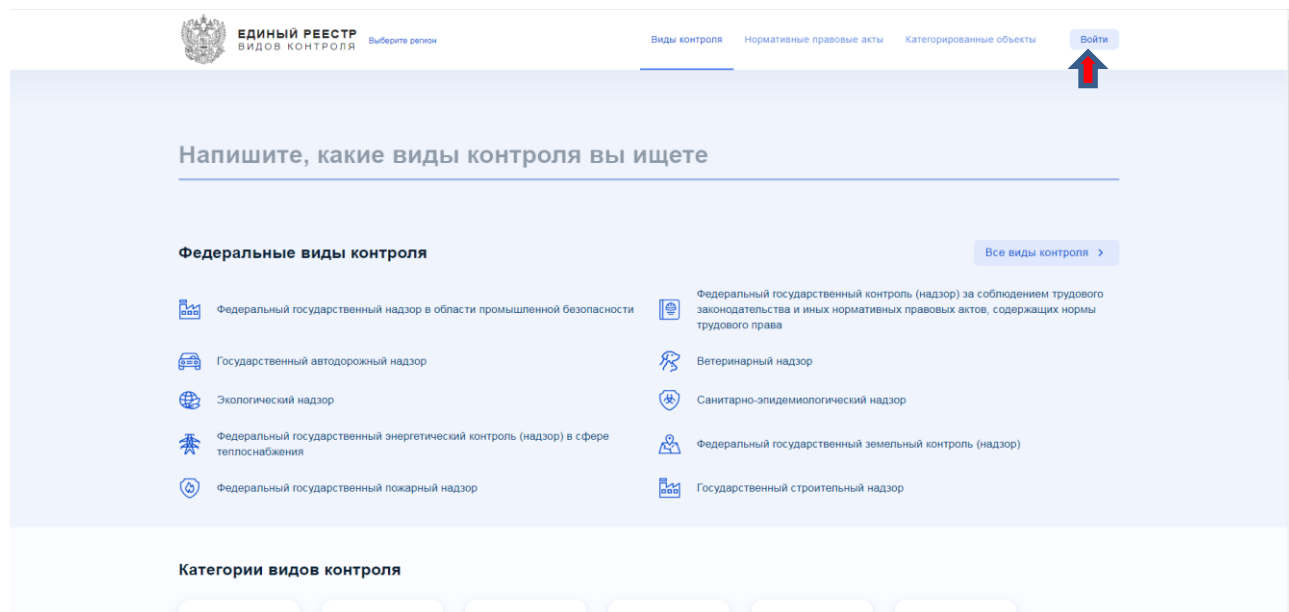 ЕДИНЫЙ РЕЕСТР
ВИДОВ КОНТРОЛЯ
Выберите регион
Виды контроля
Нормативные правовые акты
Категорированные объекты
Войти
Напишите, какие виды контроля вы ищете
Федеральные виды контроля
Все виды контроля
Федеральный государственный надзор в области промышленной безопасности
Федеральный государственный контроль (надзор) за соблюдением трудового
законодательства и иных нормативных правовых актов, содержащих нормы
трудового права
Государственный автодорожный надзор
Ветеринарный надзор
Экологический надзор
Санитарно-эпидемиологический надзор
Федеральный государственный энергетический контроль (надзор) в сфере
теплоснабжения
Федеральный государственный земельный контроль (надзор)
Федеральный государственный пожарный надзор
Государственный строительный надзор
Категории видов контроля